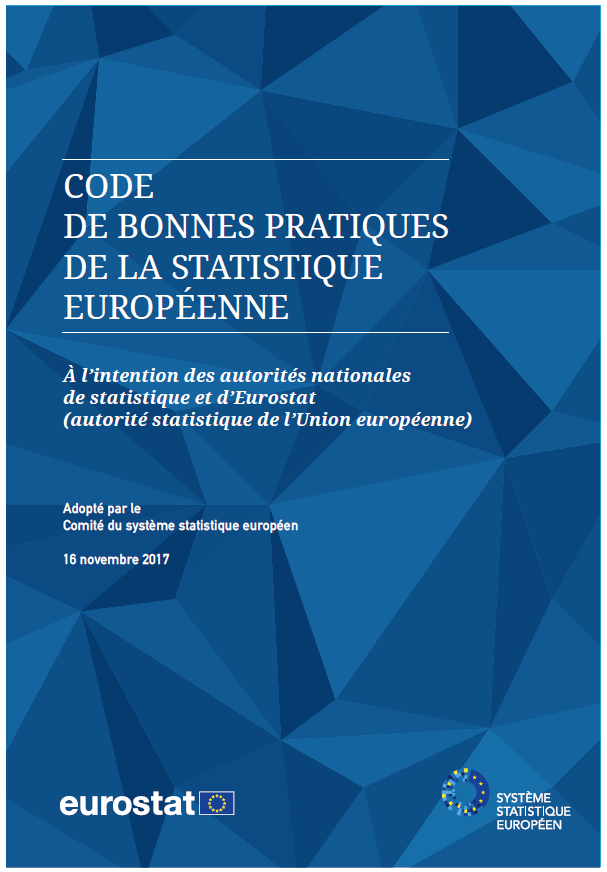 CODE
DE BONNES PRATIQUES
DE LA STATISTIQUE
EUROPÉENNE
À l’intention des autorités nationales
de statistique et d’Eurostat
(autorité statistique de l’Union européenne)
Adopté par le
Comité du système statistique européen
16 novembre 2017
eurostat
SYSTÈME
STATISTIQUE
EUROPÉEN